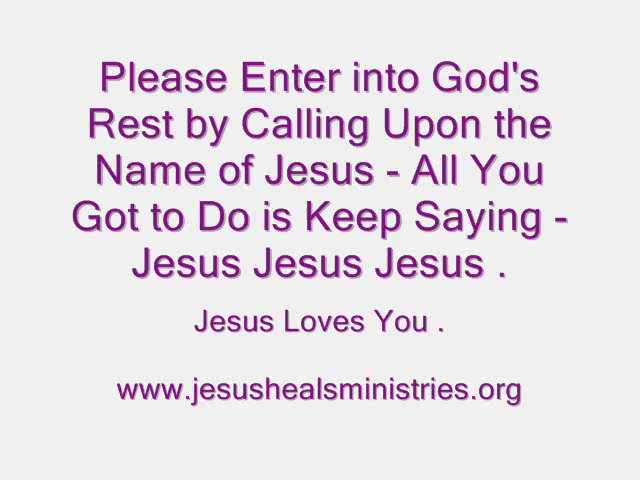 Please Enter into God's
Rest by Calling Upon the
Name of Jesus - All You
Got to Do is Keep Saying -
Jesus Jesus Jesus .
Jesus Loves You .
www.jesushealsministries.org